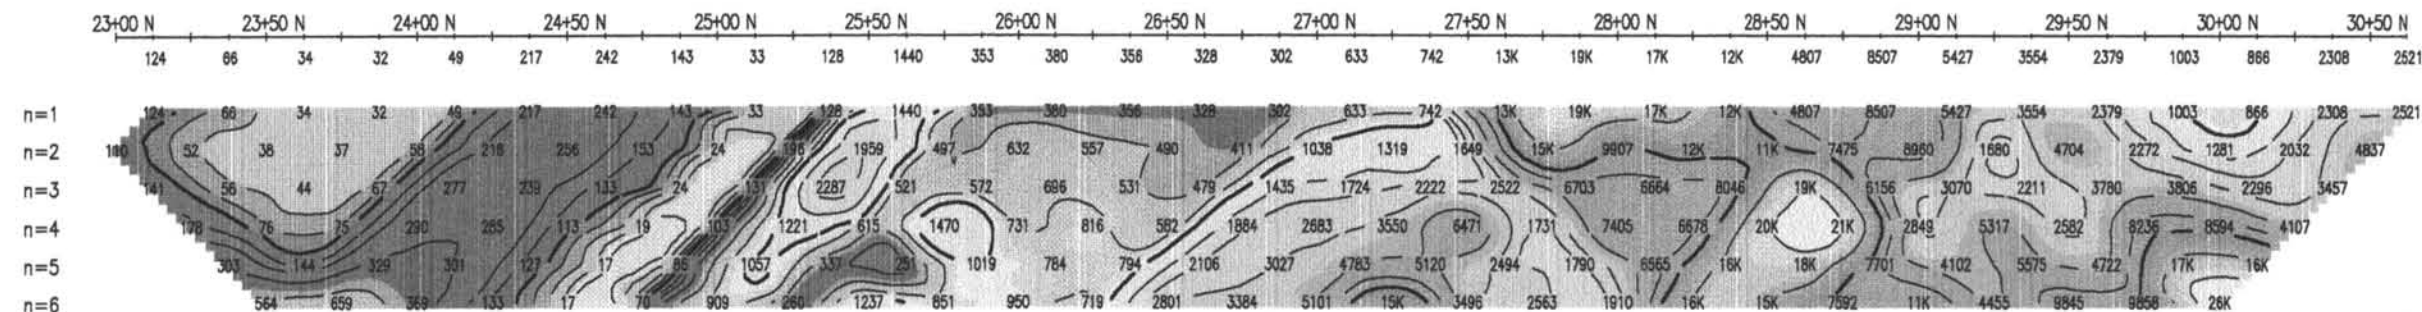 23+00 N 23+50 N 24+00 N 24+50 N 25+00 N 25+50 N 26+00 N 26+50 N 27+00 N 27+50 N 28+00 N 28+50 N 29+00 N 29+50 N 30+00 N 30+50 N
124 66 34 32 49 217 242 143 33 128 1440 353 380 356 328 302 633 742 13K 19K 17K 12K 4807 8507 5427 3554 2379 1003 866 2308 2521
n=1 124 66 34 32 49 217 242 143 33 128 1440 353 380 356 328 302 633 742 13K 19K 17K 12K 4807 8507 5427 3554 2379 1003 866 2308 2521
n=2 52 38 37 58 218 256 153 24 196 1959 497 632 557 490 411 1038 1319 1649 15K 9907 12K 11K 7475 8960 1680 4704 2272 1281 2032 4837
n=3 141 56 44 67 277 239 133 24 131 2287 521 572 696 531 479 1435 1724 2222 2522 6703 6664 8046 19K 6156 3070 2211 3780 3806 2296 3457
n=4 178 76 75 290 285 113 19 103 1221 615 1470 731 816 582 1884 2683 3550 6471 1731 7405 6678 20K 21K 2849 5317 2582 8236 8594 4107
n=5 303 144 329 301 127 17 86 1057 337 251 1019 784 794 2106 3027 4783 5120 2494 1790 6565 16K 18K 7701 4102 5575 4722 17K 16K
n=6 564 659 369 133 17 70 909 260 1237 851 950 719 2801 3384 5101 15K 3496 2563 1910 16K 15K 7592 11K 4455 9845 9858 26K